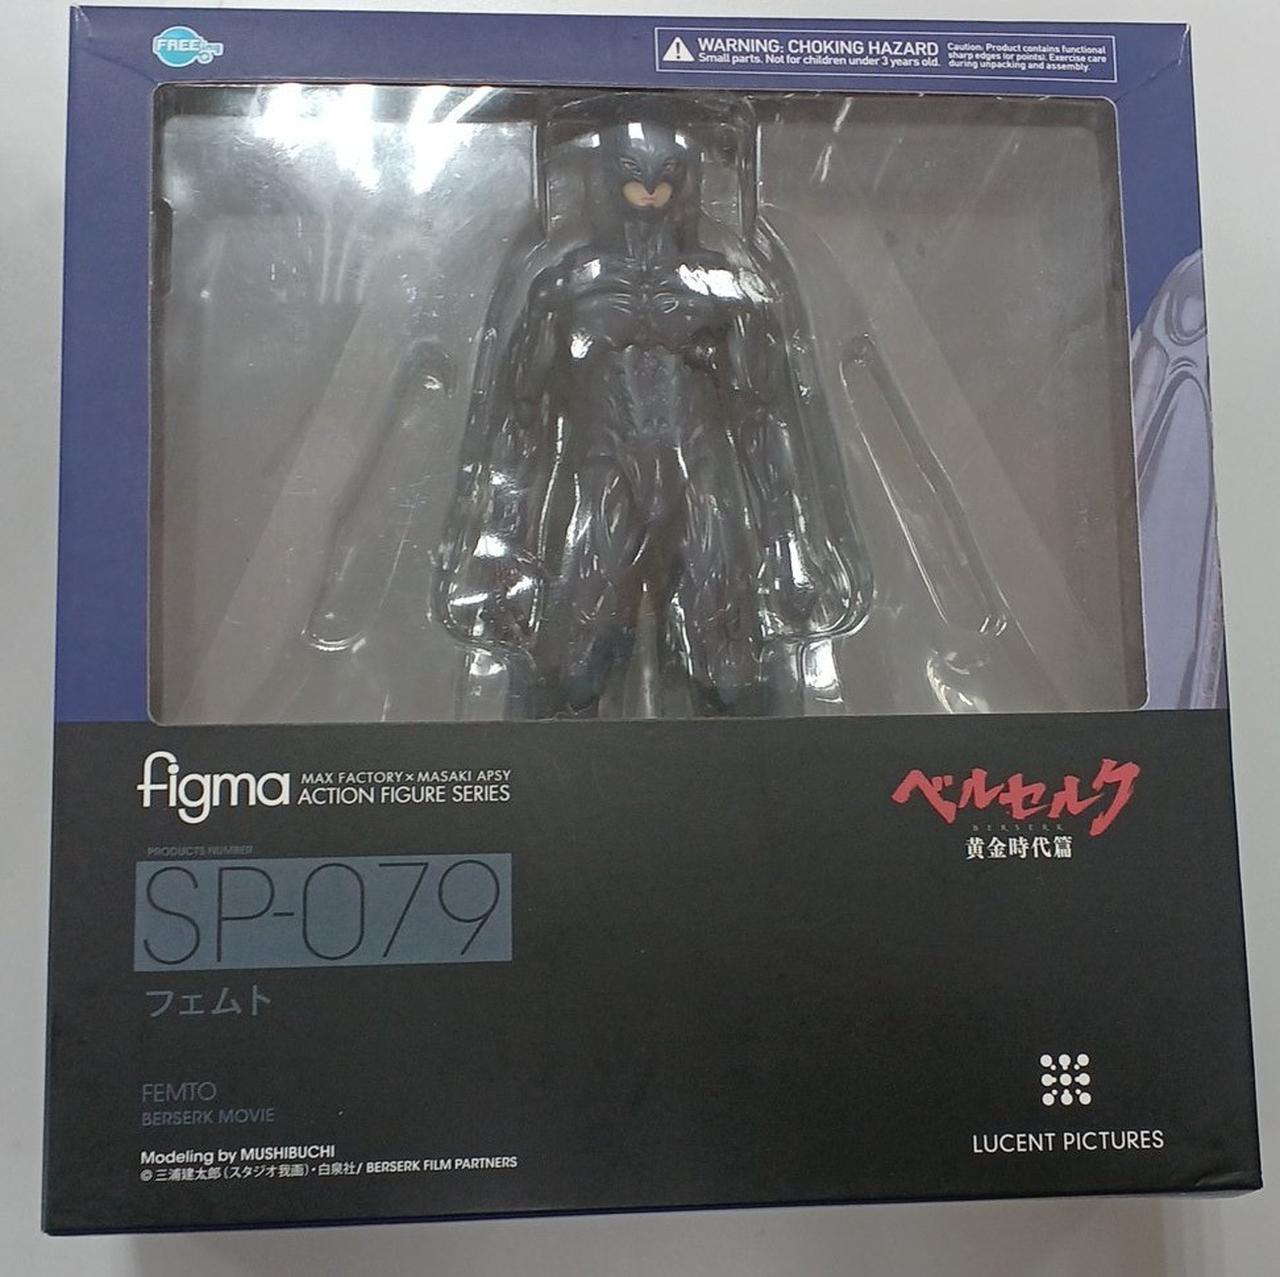 FREEing
WARNING: CHOKING HAZARD
Small parts. Not for children under 3 years old.
Caution: Product contains functional
sharp edges (or points). Exercise care
during unpacking and assembly.
figma
MAX FACTORY × MASAKI APSY
ACTION FIGURE SERIES
ベルセルク
BERSERK
黄金時代篇
PRODUCTS NUMBER
SP-079
フェムト
FEMTO
BERSERK MOVIE
Modeling by MUSHIBUCHI
© 三浦建太郎(スタジオ我画)・白泉社/ BERSERK FILM PARTNERS
LUCENT PICTURES